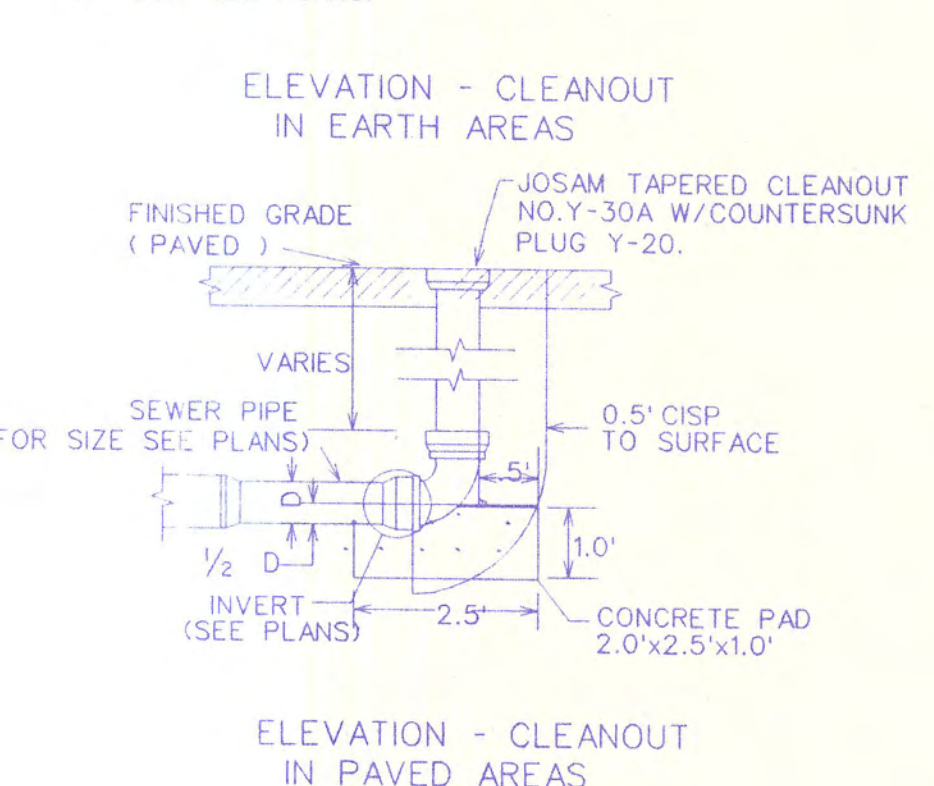 ELEVATION - CLEANOUT
IN EARTH AREAS
JOSAM TAPERED CLEANOUT
NO.Y-30A W/COUNTERSUNK
PLUG Y-20.
FINISHED GRADE
( PAVED )
VARIES
SEWER PIPE
FOR SIZE SEE PLANS)
0.5' CISP
TO SURFACE
.5'
D
1.0'
1/2 D
INVERT
(SEE PLANS)
2.5'
CONCRETE PAD
2.0'x2.5'x1.0'
ELEVATION - CLEANOUT
IN PAVED AREAS